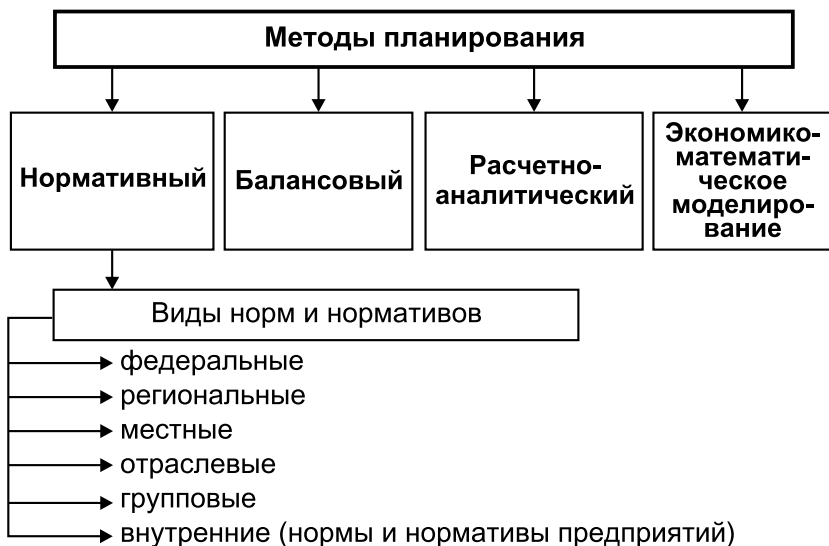 Методы планирования
Нормативный
Балансовый
Расчетно-
аналитический
Экономико-
математи-
ческое
моделиро-
вание
Виды норм и нормативов
федеральные
региональные
местные
отраслевые
групповые
внутренние (нормы и нормативы предприятий)